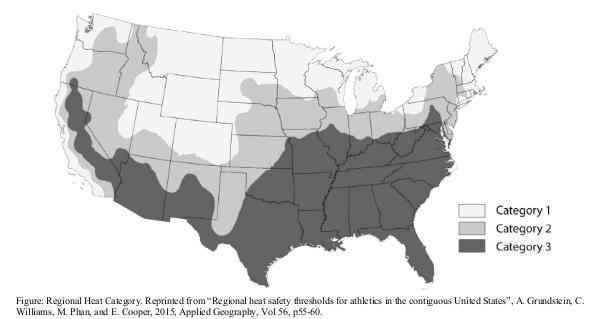 Category 1
Category 2
Category 3
Figure: Regional Heat Category. Reprinted from “Regional heat safety thresholds for athletics in the contiguous United States”, A. Grundstein, C.
Williams, M. Phan, and E. Cooper, 2015, Applied Geography, Vol 56, p55-60.